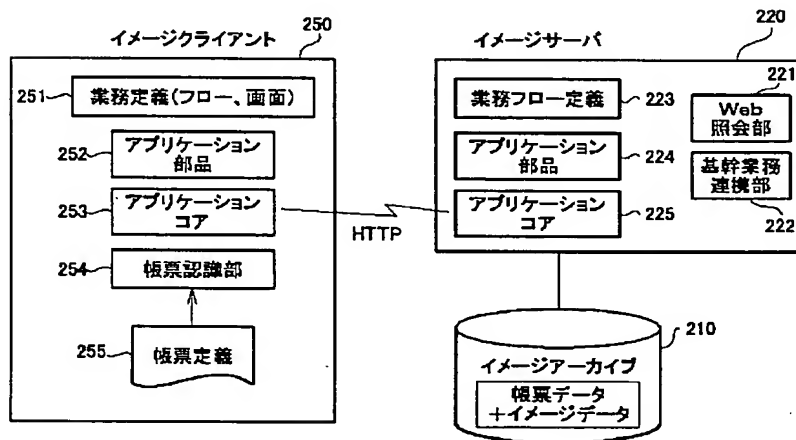 イメージクライアント
250
251
業務定義(フロー、画面)
252
アプリケーション
部品
253
アプリケーション
コア
254
帳票認識部
255
帳票定義
HTTP
イメージサーバ
220
業務フロー定義
223
アプリケーション
部品
224
アプリケーション
コア
225
221
Web
照会部
基幹業務
連携部
222
210
イメージアーカイブ
帳票データ
+イメージデータ